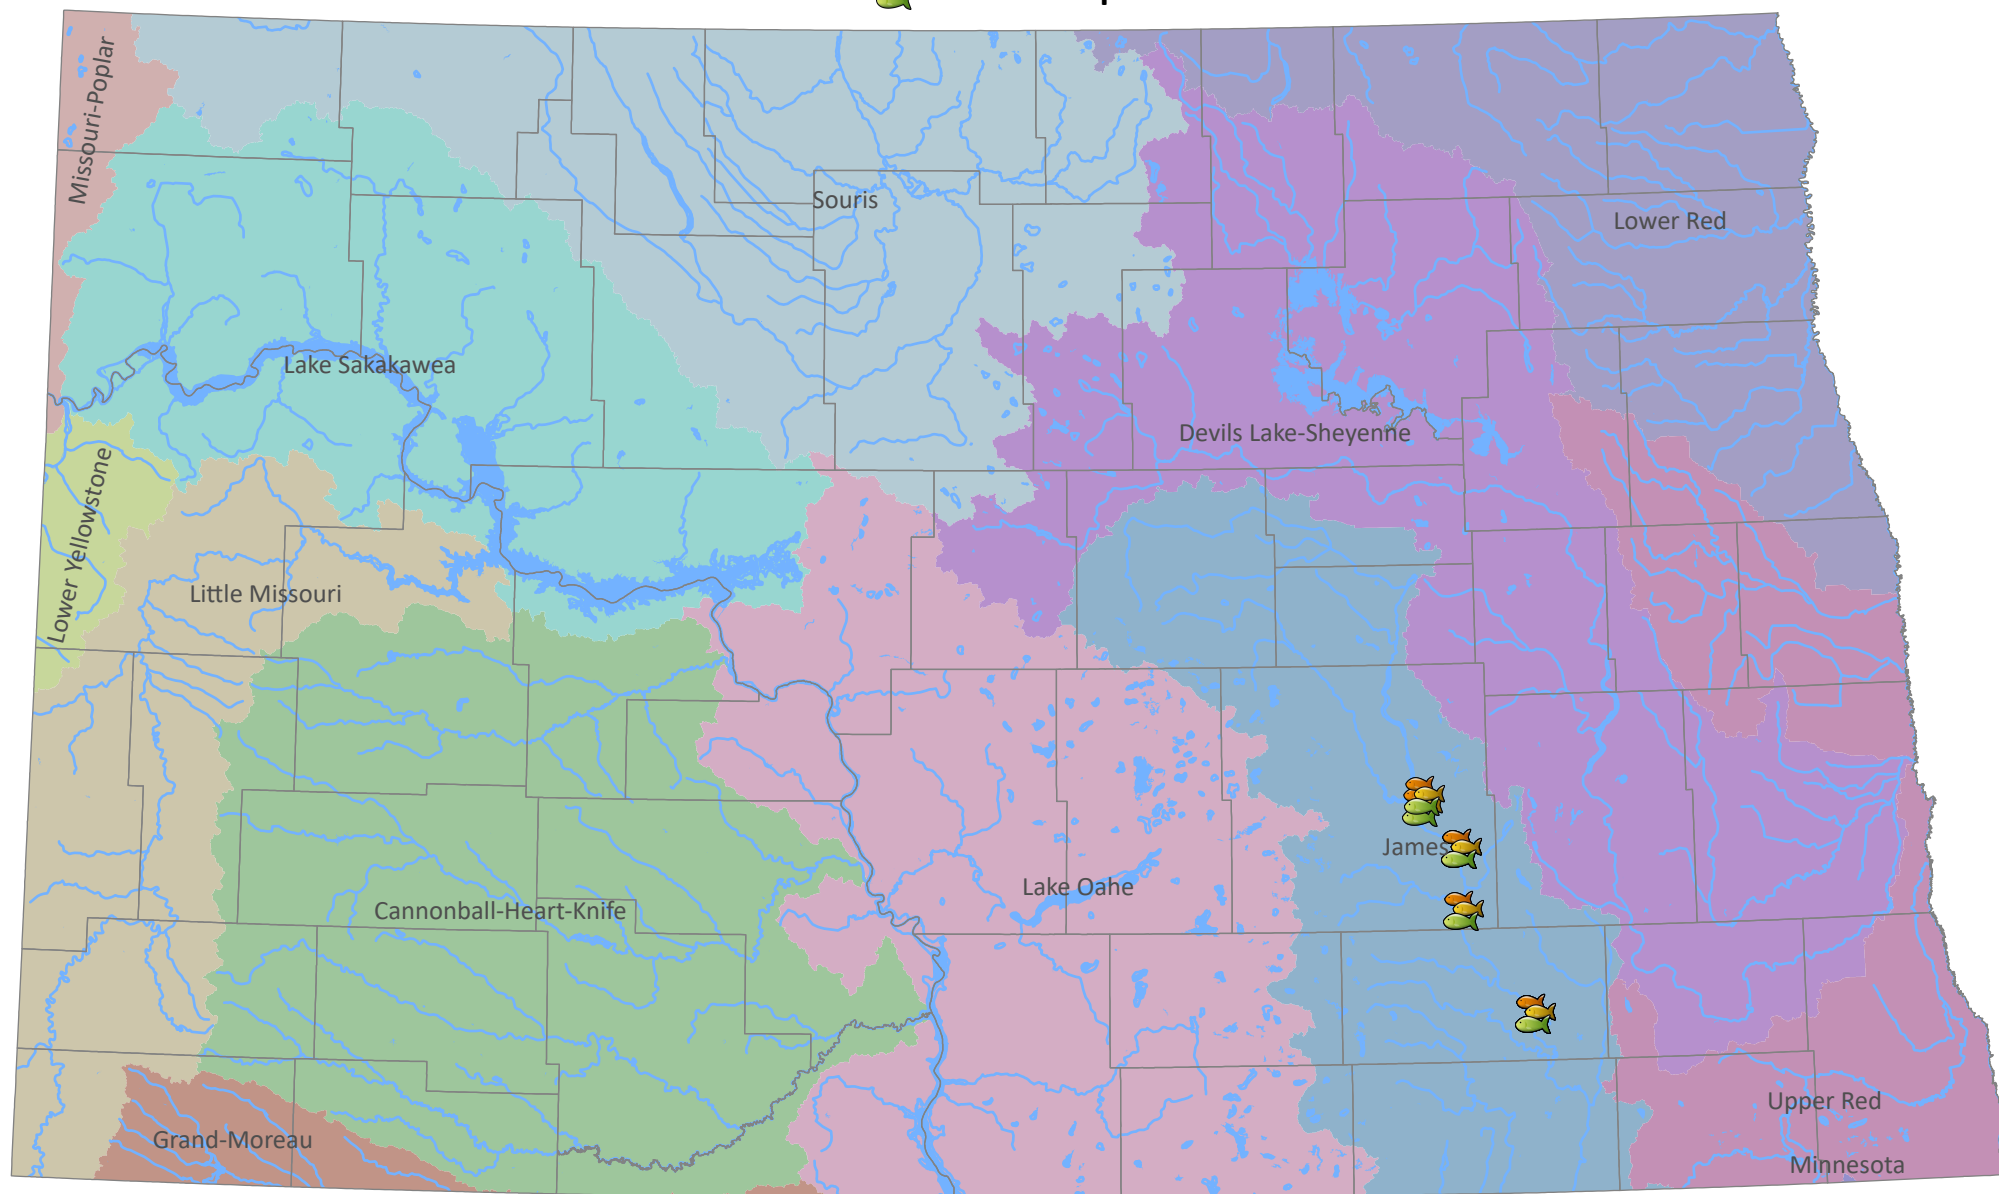 Missouri-Poplar
Souris
Lower Red
Lake Sakakawea
Devils Lake-Sheyenne
Lower Yellowstone
Little Missouri
James
Lake Oahe
Cannonball-Heart-Knife
Upper Red
Grand-Moreau
Minnesota